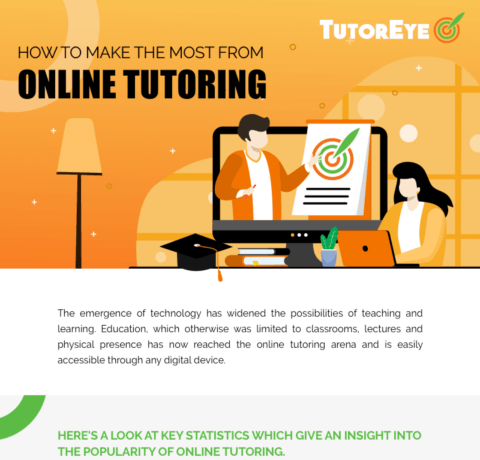 TUTOREYE
HOW TO MAKE THE MOST FROM
ONLINE TUTORING
The emergence of technology has widened the possibilities of teaching and
learning. Education, which otherwise was limited to classrooms, lectures and
physical presence has now reached the online tutoring arena and is easily
accessible through any digital device.
HERE'S A LOOK AT KEY STATISTICS WHICH GIVE AN INSIGHT INTO
THE POPULARITY OF ONLINE TUTORING.